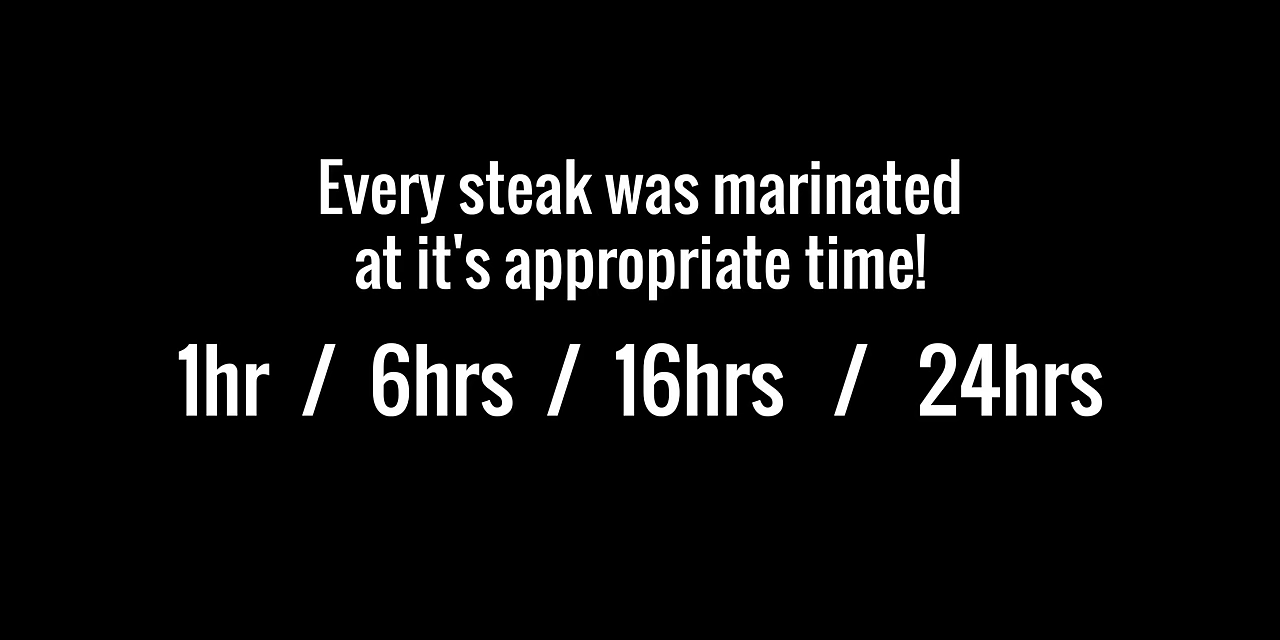 Every steak was marinated
at it's appropriate time!
1hr / 6hrs / 16hrs / 24hrs